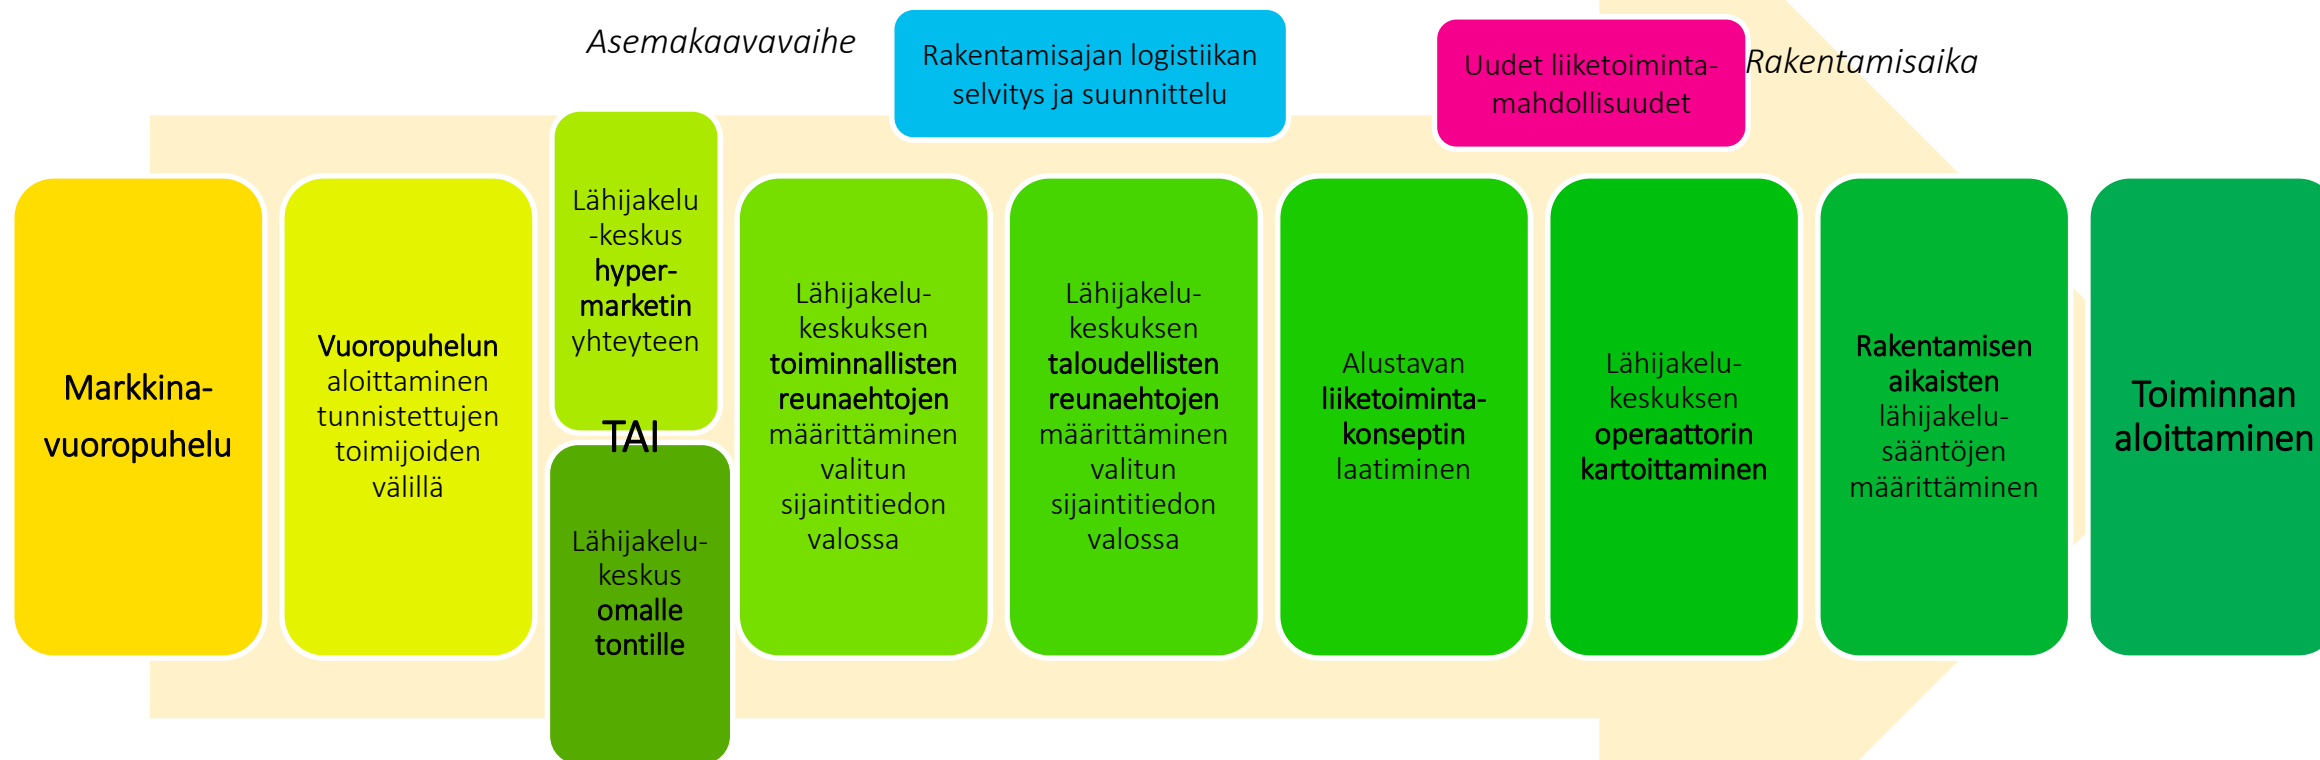 Asemakaavavaihe
Rakentamisajan logistiikan
selvitys ja suunnittelu
Uudet liiketoiminta-
mahdollisuudet
Rakentamisaika
Markkina-
vuoropuhelu
Vuoropuhelun
aloittaminen
tunnistettujen
toimijoiden
välillä
Lähijakelu
-keskus
hyper-
marketin
yhteyteen
TAI
Lähijakelu-
keskus
omalle
tontille
Lähijakelu-
keskuksen
toiminnallisten
reunaehtojen
määrittäminen
valitun
sijaintitiedon
valossa
Lähijakelu-
keskuksen
taloudellisten
reunaehtojen
määrittäminen
valitun
sijaintitiedon
valossa
Alustavan
liiketoiminta-
konseptin
laatiminen
Lähijakelu-
keskuksen
operaattorin
kartoittaminen
Rakentamisen
aikaisten
lähijakelu-
sääntöjen
määrittäminen
Toiminnan
aloittaminen